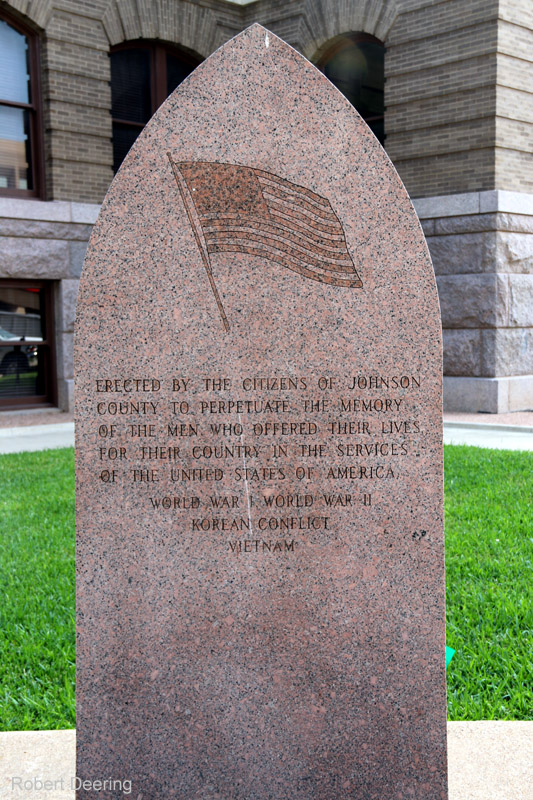 ERECTED BY THE CITIZENS OF JOHNSON
COUNTY TO PERPETUATE THE MEMORY
OF THE MEN WHO OFFERED THEIR LIVES
FOR THEIR COUNTRY IN THE SERVICES
OF THE UNITED STATES OF AMERICA.
WORLD WAR I WORLD WAR II
KOREAN CONFLICT
VIETNAM
Robert Deering